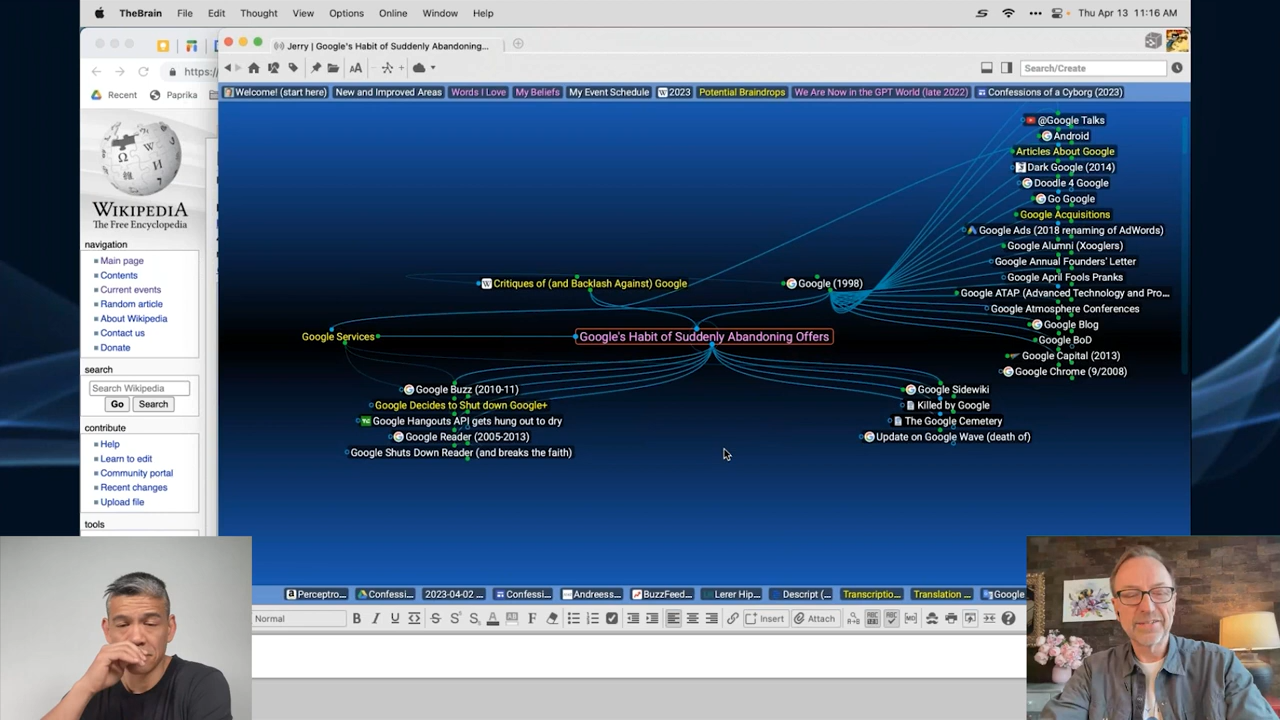 TheBrain File Edit Thought View Options Online Window Help Thu Apr 13 11:16 AM
Jerry | Google's Habit of Suddenly Abandoning...
https:/
Search/Create
Recent Paprika
Welcome! (start here) New and Improved Areas Words I Love My Beliefs My Event Schedule 2023 Potential Braindrops We Are Now in the GPT World (late 2022) Confessions of a Cyborg (2023)
WIKIPEDIA
The Free Encyclopedia
navigation
Main page
Contents
Current events
Random article
About Wikipedia
Contact us
Donate
search
Search Wikipedia
Go Search
contribute
Help
Learn to edit
Community portal
Recent changes
Upload file
tools
@Google Talks
Android
Articles About Google
Dark Google (2014)
Doodle 4 Google
Go Google
Google Acquisitions
Google Ads (2018 renaming of AdWords)
Google Alumni (Xooglers)
Google Annual Founders' Letter
Google April Fools Pranks
Google ATAP (Advanced Technology and Pro...
Google Atmosphere Conferences
Google Blog
Google BoD
Google Capital (2013)
Google Chrome (9/2008)
Critiques of (and Backlash Against) Google
Google (1998)
Google Services
Google's Habit of Suddenly Abandoning Offers
Google Buzz (2010-11)
Google Decides to Shut down Google+
Google Hangouts API gets hung out to dry
Google Reader (2005-2013)
Google Shuts Down Reader (and breaks the faith)
Google Sidewiki
Killed by Google
The Google Cemetery
Update on Google Wave (death of)
Perceptro... Confessi... 2023-04-02 ... Confessi... Andreess... BuzzFeed... Lerer Hip... Descript (... Transcriptio... Translation ... Google
Normal B I U S S S A F Insert Attach